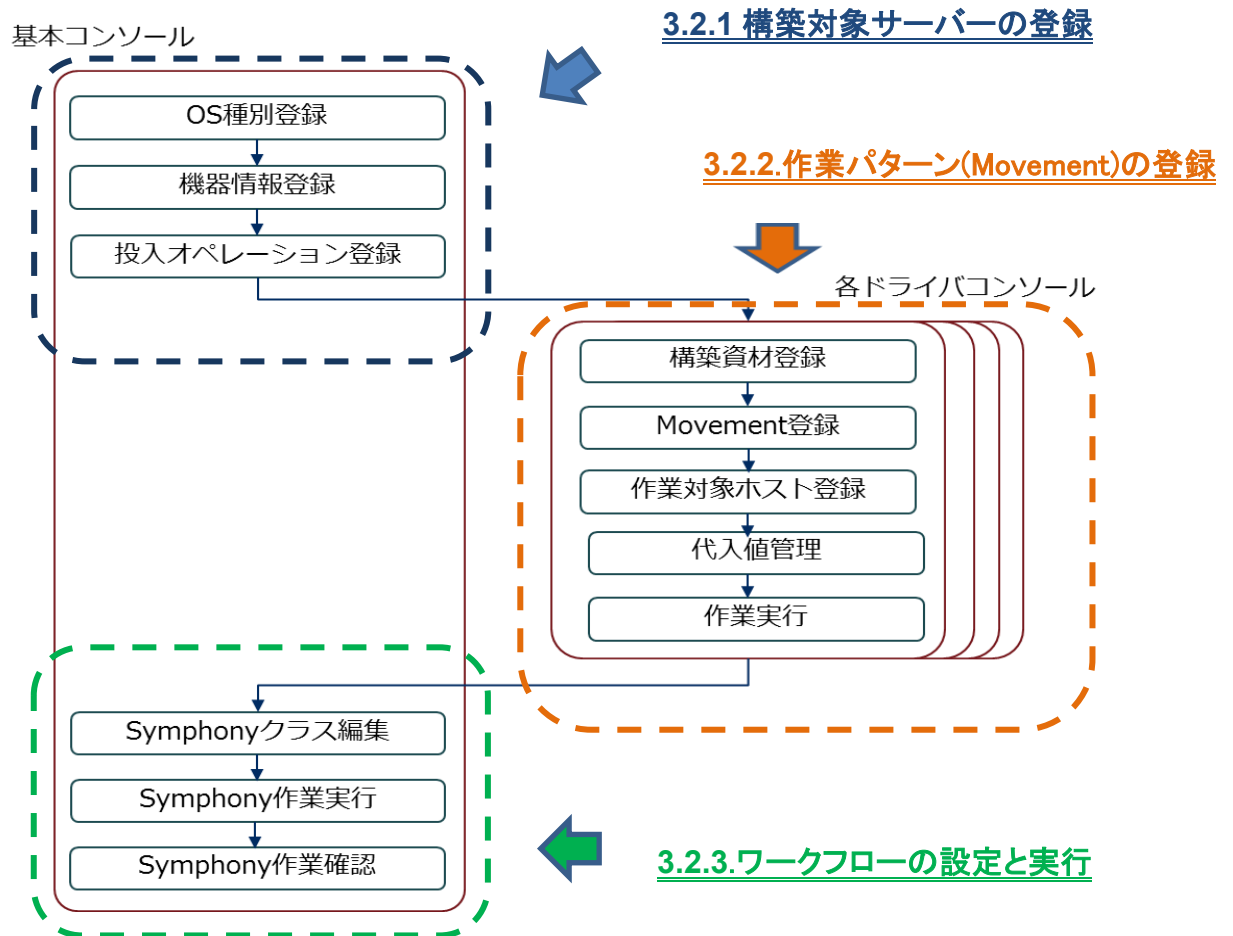 3.2.1 構築対象サーバーの登録
基本コンソール
OS種別登録
機器情報登録
投入オペレーション登録
3.2.2.作業パターン(Movement)の登録
各ドライバコンソール
構築資材登録
Movement登録
作業対象ホスト登録
代入値管理
作業実行
Symphonyクラス編集
Symphony作業実行
Symphony作業確認
3.2.3.ワークフローの設定と実行